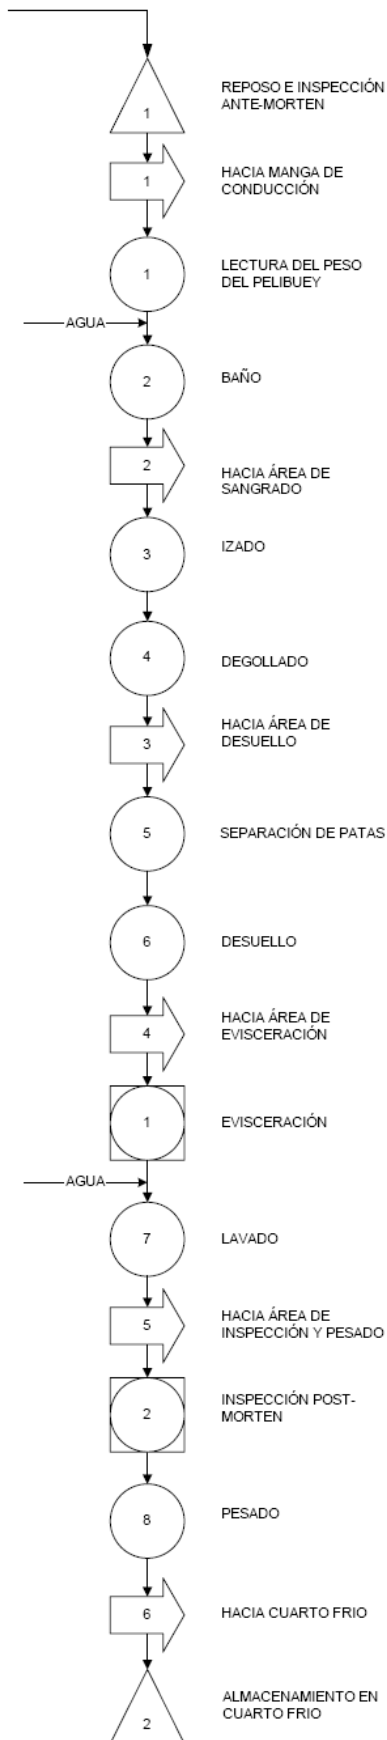 1
REPOSO E INSPECCIÓN
ANTE-MORTEN
1
HACIA MANGA DE
CONDUCCIÓN
1
LECTURA DEL PESO
DEL PELIBUEY
AGUA
2
BAÑO
2
HACIA ÁREA DE
SANGRADO
3
IZADO
4
DEGOLLADO
3
HACIA ÁREA DE
DESUELLO
5
SEPARACIÓN DE PATAS
6
DESUELLO
4
HACIA ÁREA DE
EVISCERACIÓN
1
EVISCERACIÓN
AGUA
7
LAVADO
5
HACIA ÁREA DE
INSPECCIÓN Y PESADO
2
INSPECCIÓN POST-
MORTEN
8
PESADO
6
HACIA CUARTO FRIO
2
ALMACENAMIENTO EN
CUARTO FRIO